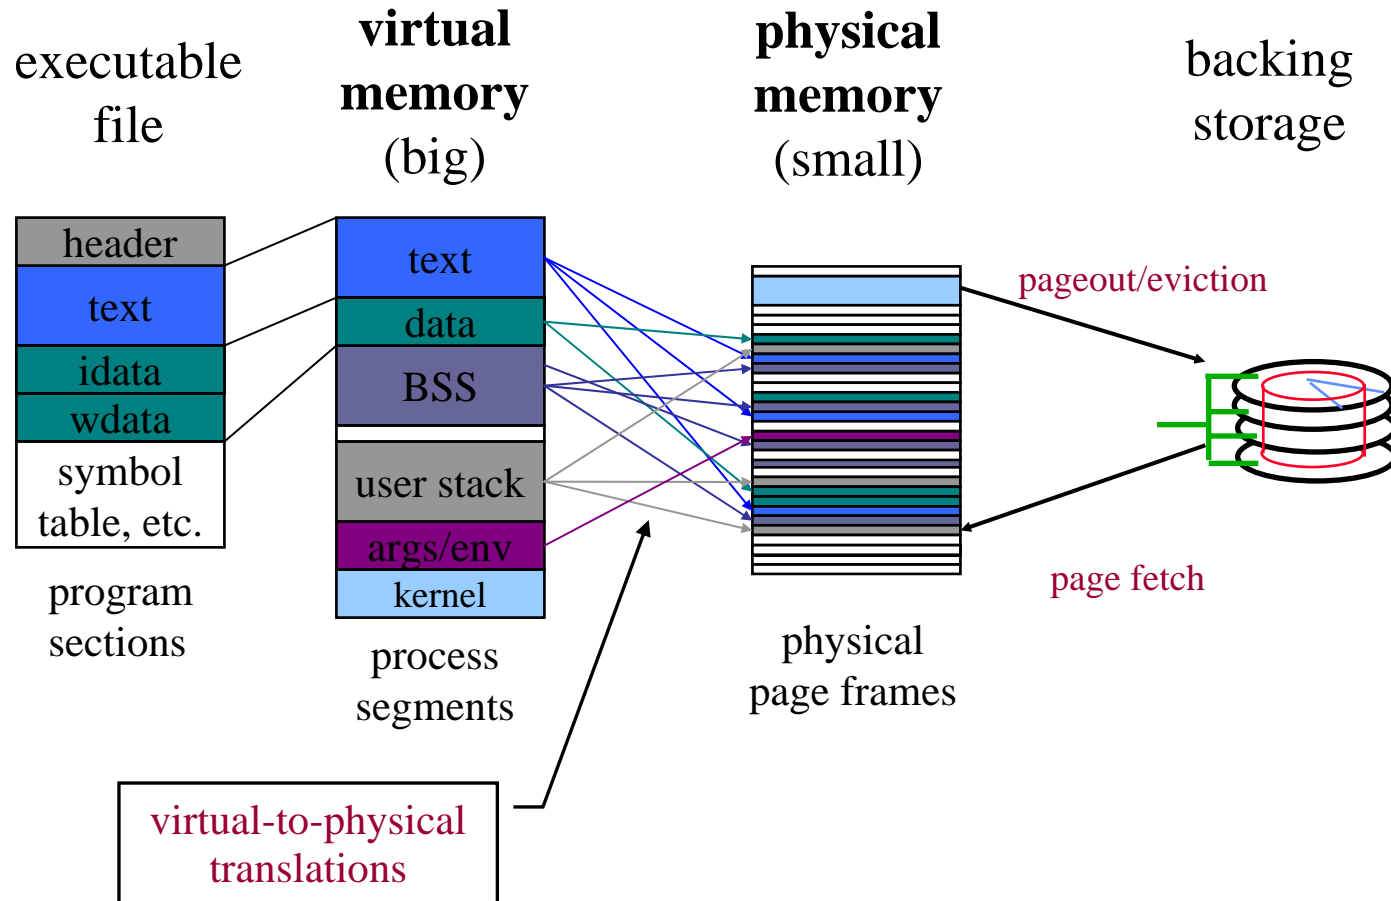 executable
file
virtual
memory
(big)
physical
memory
(small)
backing
storage
header
text
idata
wdata
symbol
table, etc.
program
sections
text
data
BSS
user stack
args/env
kernel
process
segments
physical
page frames
pageout/eviction
page fetch
virtual-to-physical
translations